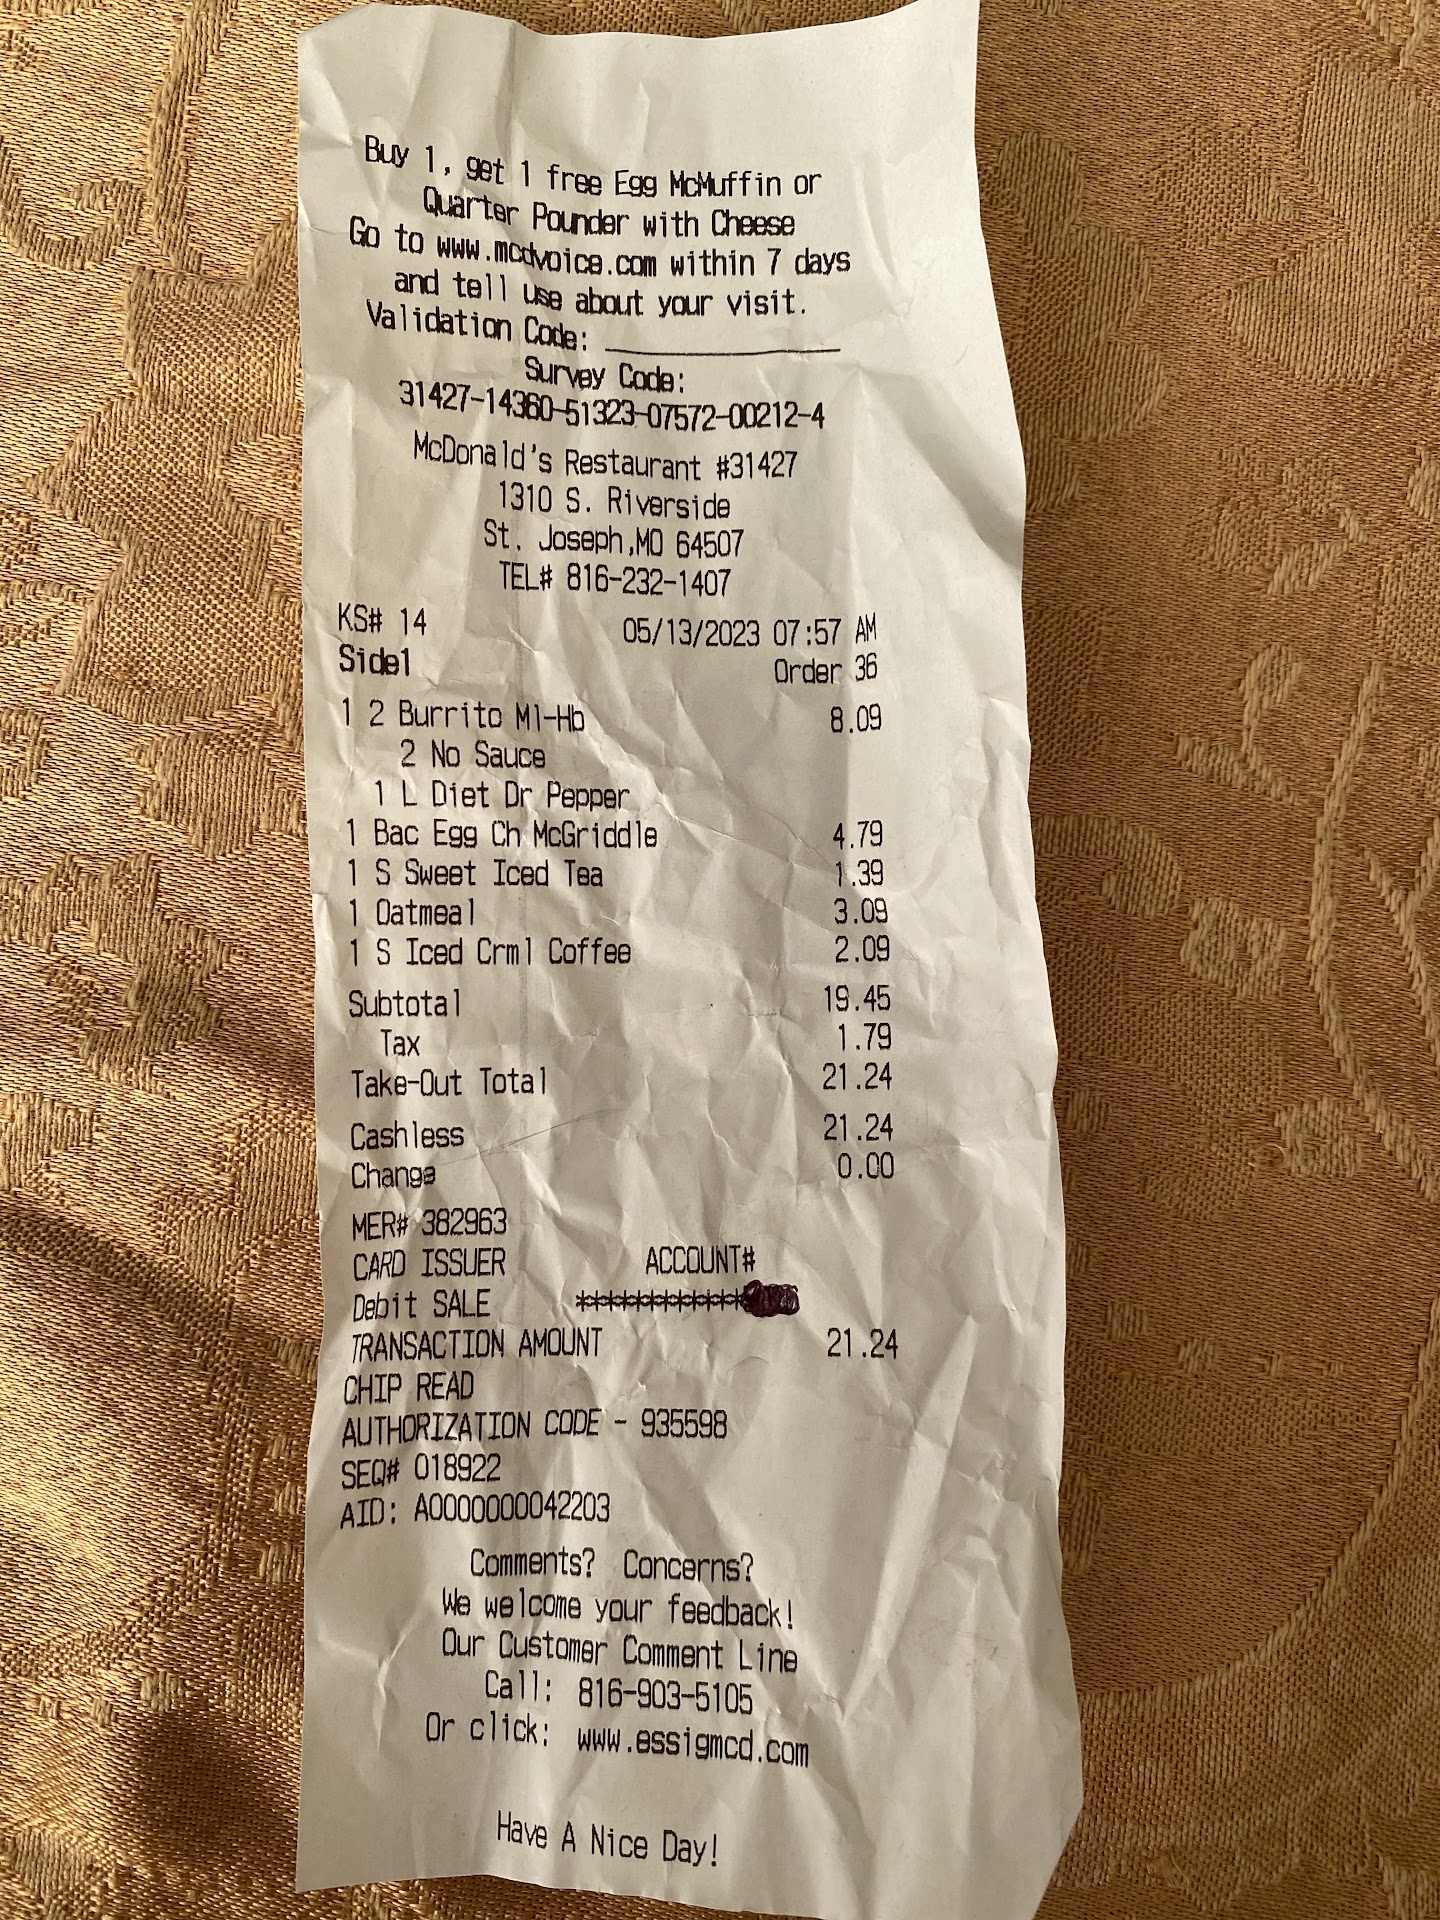 Buy 1, get 1 free Egg McMuffin or
Quarter Pounder with Cheese
Go to www.mcdvoice.com within 7 days
and tell use about your visit.
Validation Code: ______________
Survey Code:
31427-14360-51323-07572-00212-4
McDonald's Restaurant #31427
1310 S. Riverside
St. Joseph,MO 64507
TEL# 816-232-1407
KS# 14 05/13/2023 07:57 AM
Side1 Order 36
1 2 Burrito Ml-Hb 8.09
2 No Sauce
1 L Diet Dr Pepper
1 Bac Egg Ch McGriddle 4.79
1 S Sweet Iced Tea 1.39
1 Oatmeal 3.09
1 S Iced Crml Coffee 2.09
Subtotal 19.45
Tax 1.79
Take-Out Total 21.24
Cashless 21.24
Change 0.00
MER# 382963
CARD ISSUER ACCOUNT#
Debit SALE ************
TRANSACTION AMOUNT 21.24
CHIP READ
AUTHORIZATION CODE - 935598
SEQ# 018922
AID: A0000000042203
Comments? Concerns?
We welcome your feedback!
Our Customer Comment Line
Call: 816-903-5105
Or click: www.essigmcd.com
Have A Nice Day!